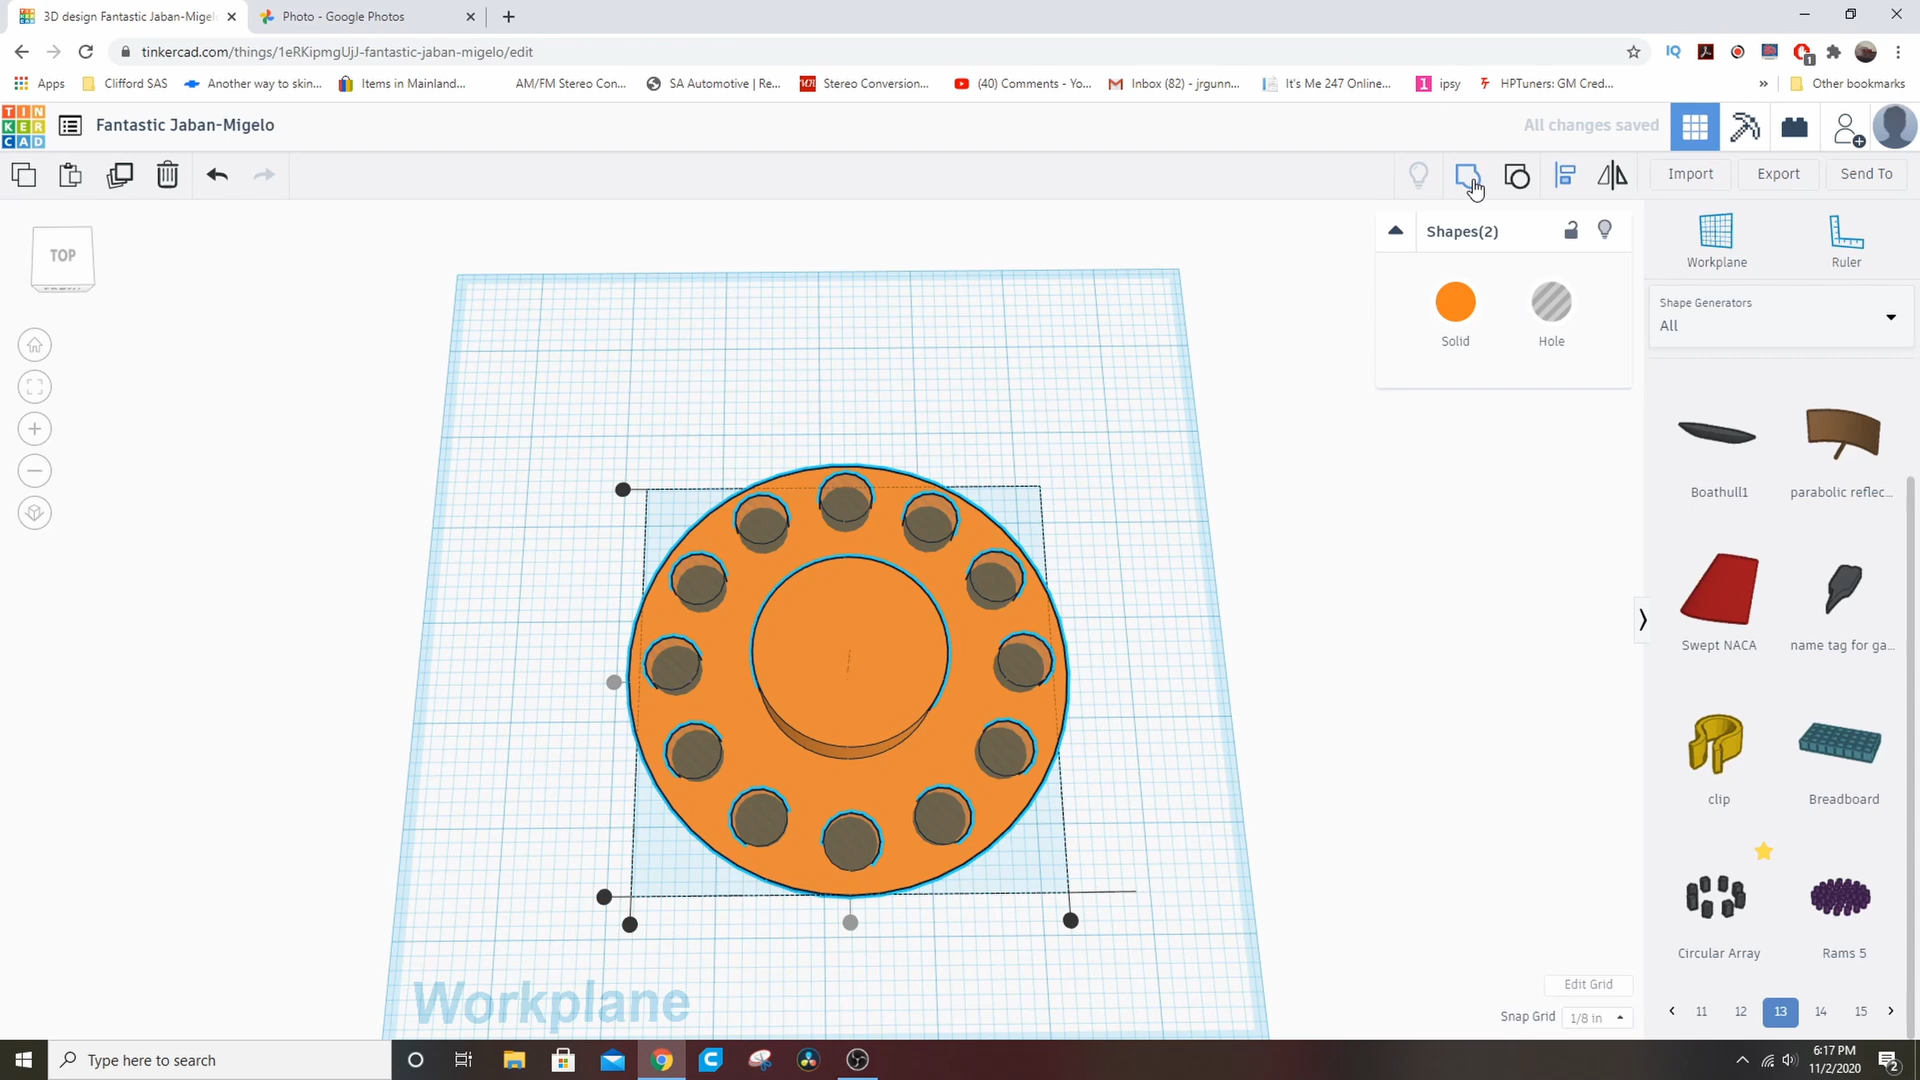 3D design Fantastic Jaban-Migel
Photo - Google Photos
tinkercad.com/things/1eRKipmgUjJ-fantastic-jaban-migelo/edit
IQ
1
Apps
Clifford SAS
Another way to skin...
Items in Mainland...
AM/FM Stereo Con...
SA Automotive | Re...
Stereo Conversion...
(40) Comments - Yo...
Inbox (82) - jrgunn...
It's Me 247 Online...
ipsy
HPTuners: GM Cred...
»
Other bookmarks
TIN
KER
CAD
Fantastic Jaban-Migelo
All changes saved
Import
Export
Send To
TOP
Shapes(2)
Solid
Hole
Workplane
Ruler
Shape Generators
All
Boathull1
parabolic reflec...
Swept NACA
name tag for ga...
clip
Breadboard
Circular Array
Rams 5
Workplane
Edit Grid
Snap Grid
1/8 in
11
12
13
14
15
Type here to search
6:17 PM
11/2/2020
2